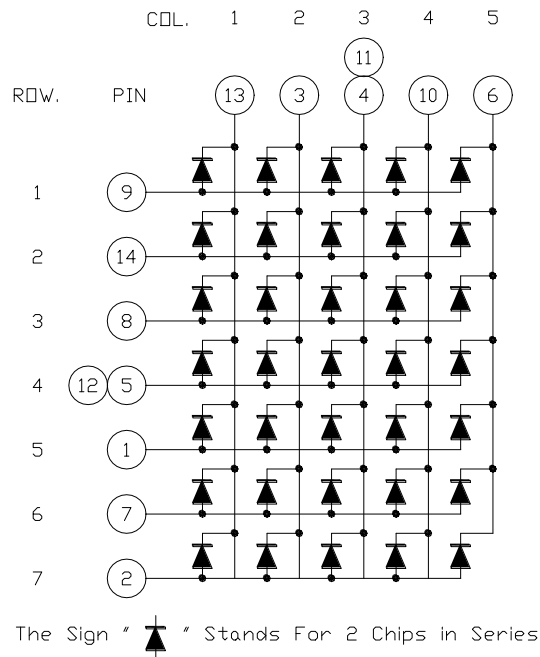 COL. 1 2 3 4 5
11
ROW. PIN 13 3 4 10 6
1 9
2 14
3 8
4 12 5
5 1
6 7
7 2
The Sign " " Stands For 2 Chips in Series